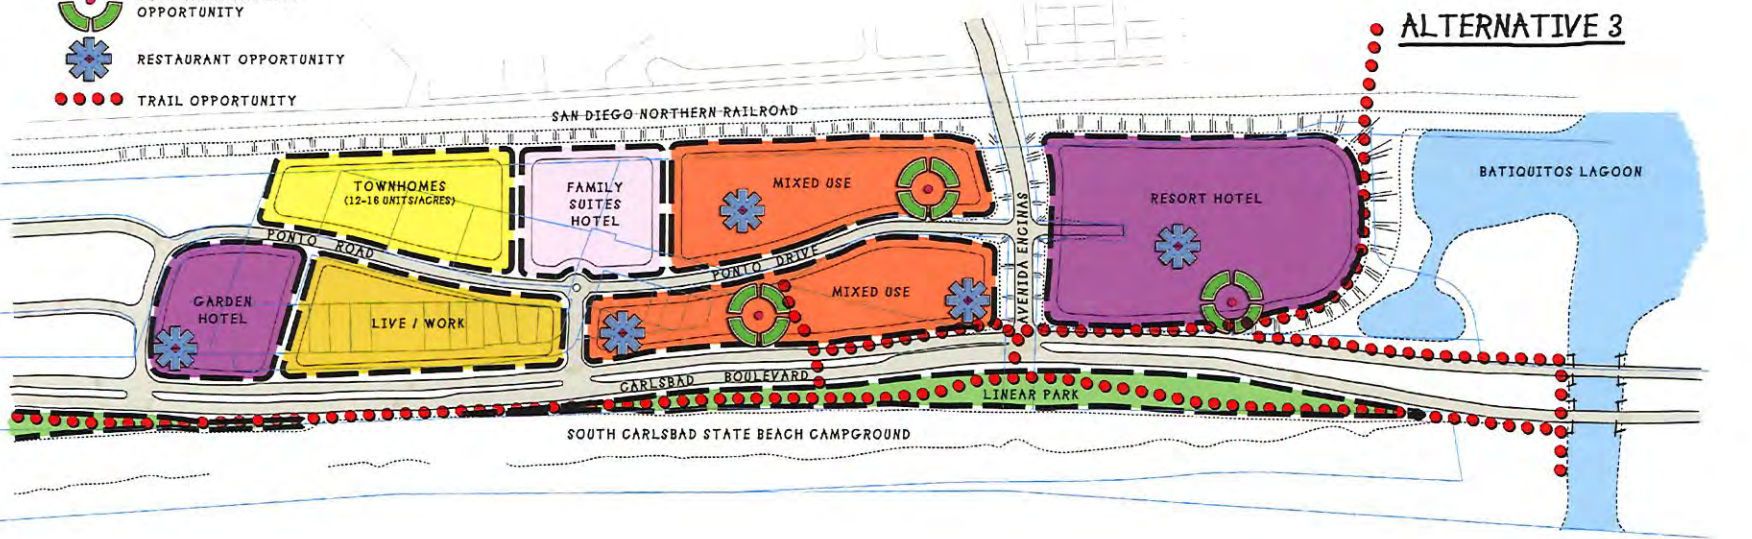 OPPORTUNITY
RESTAURANT OPPORTUNITY
TRAIL OPPORTUNITY
ALTERNATIVE 3
SAN DIEGO NORTHERN RAILROAD
TOWNHOMES
(12-16 UNITS/ACRES)
FAMILY
SUITES
HOTEL
MIXED USE
RESORT HOTEL
BATIQUITOS LAGOON
PONTO ROAD
PONTO DRIVE
AVENIDA ENCINAS
GARDEN
HOTEL
LIVE / WORK
MIXED USE
CARLSBAD BOULEVARD
LINEAR PARK
SOUTH CARLSBAD STATE BEACH CAMPGROUND